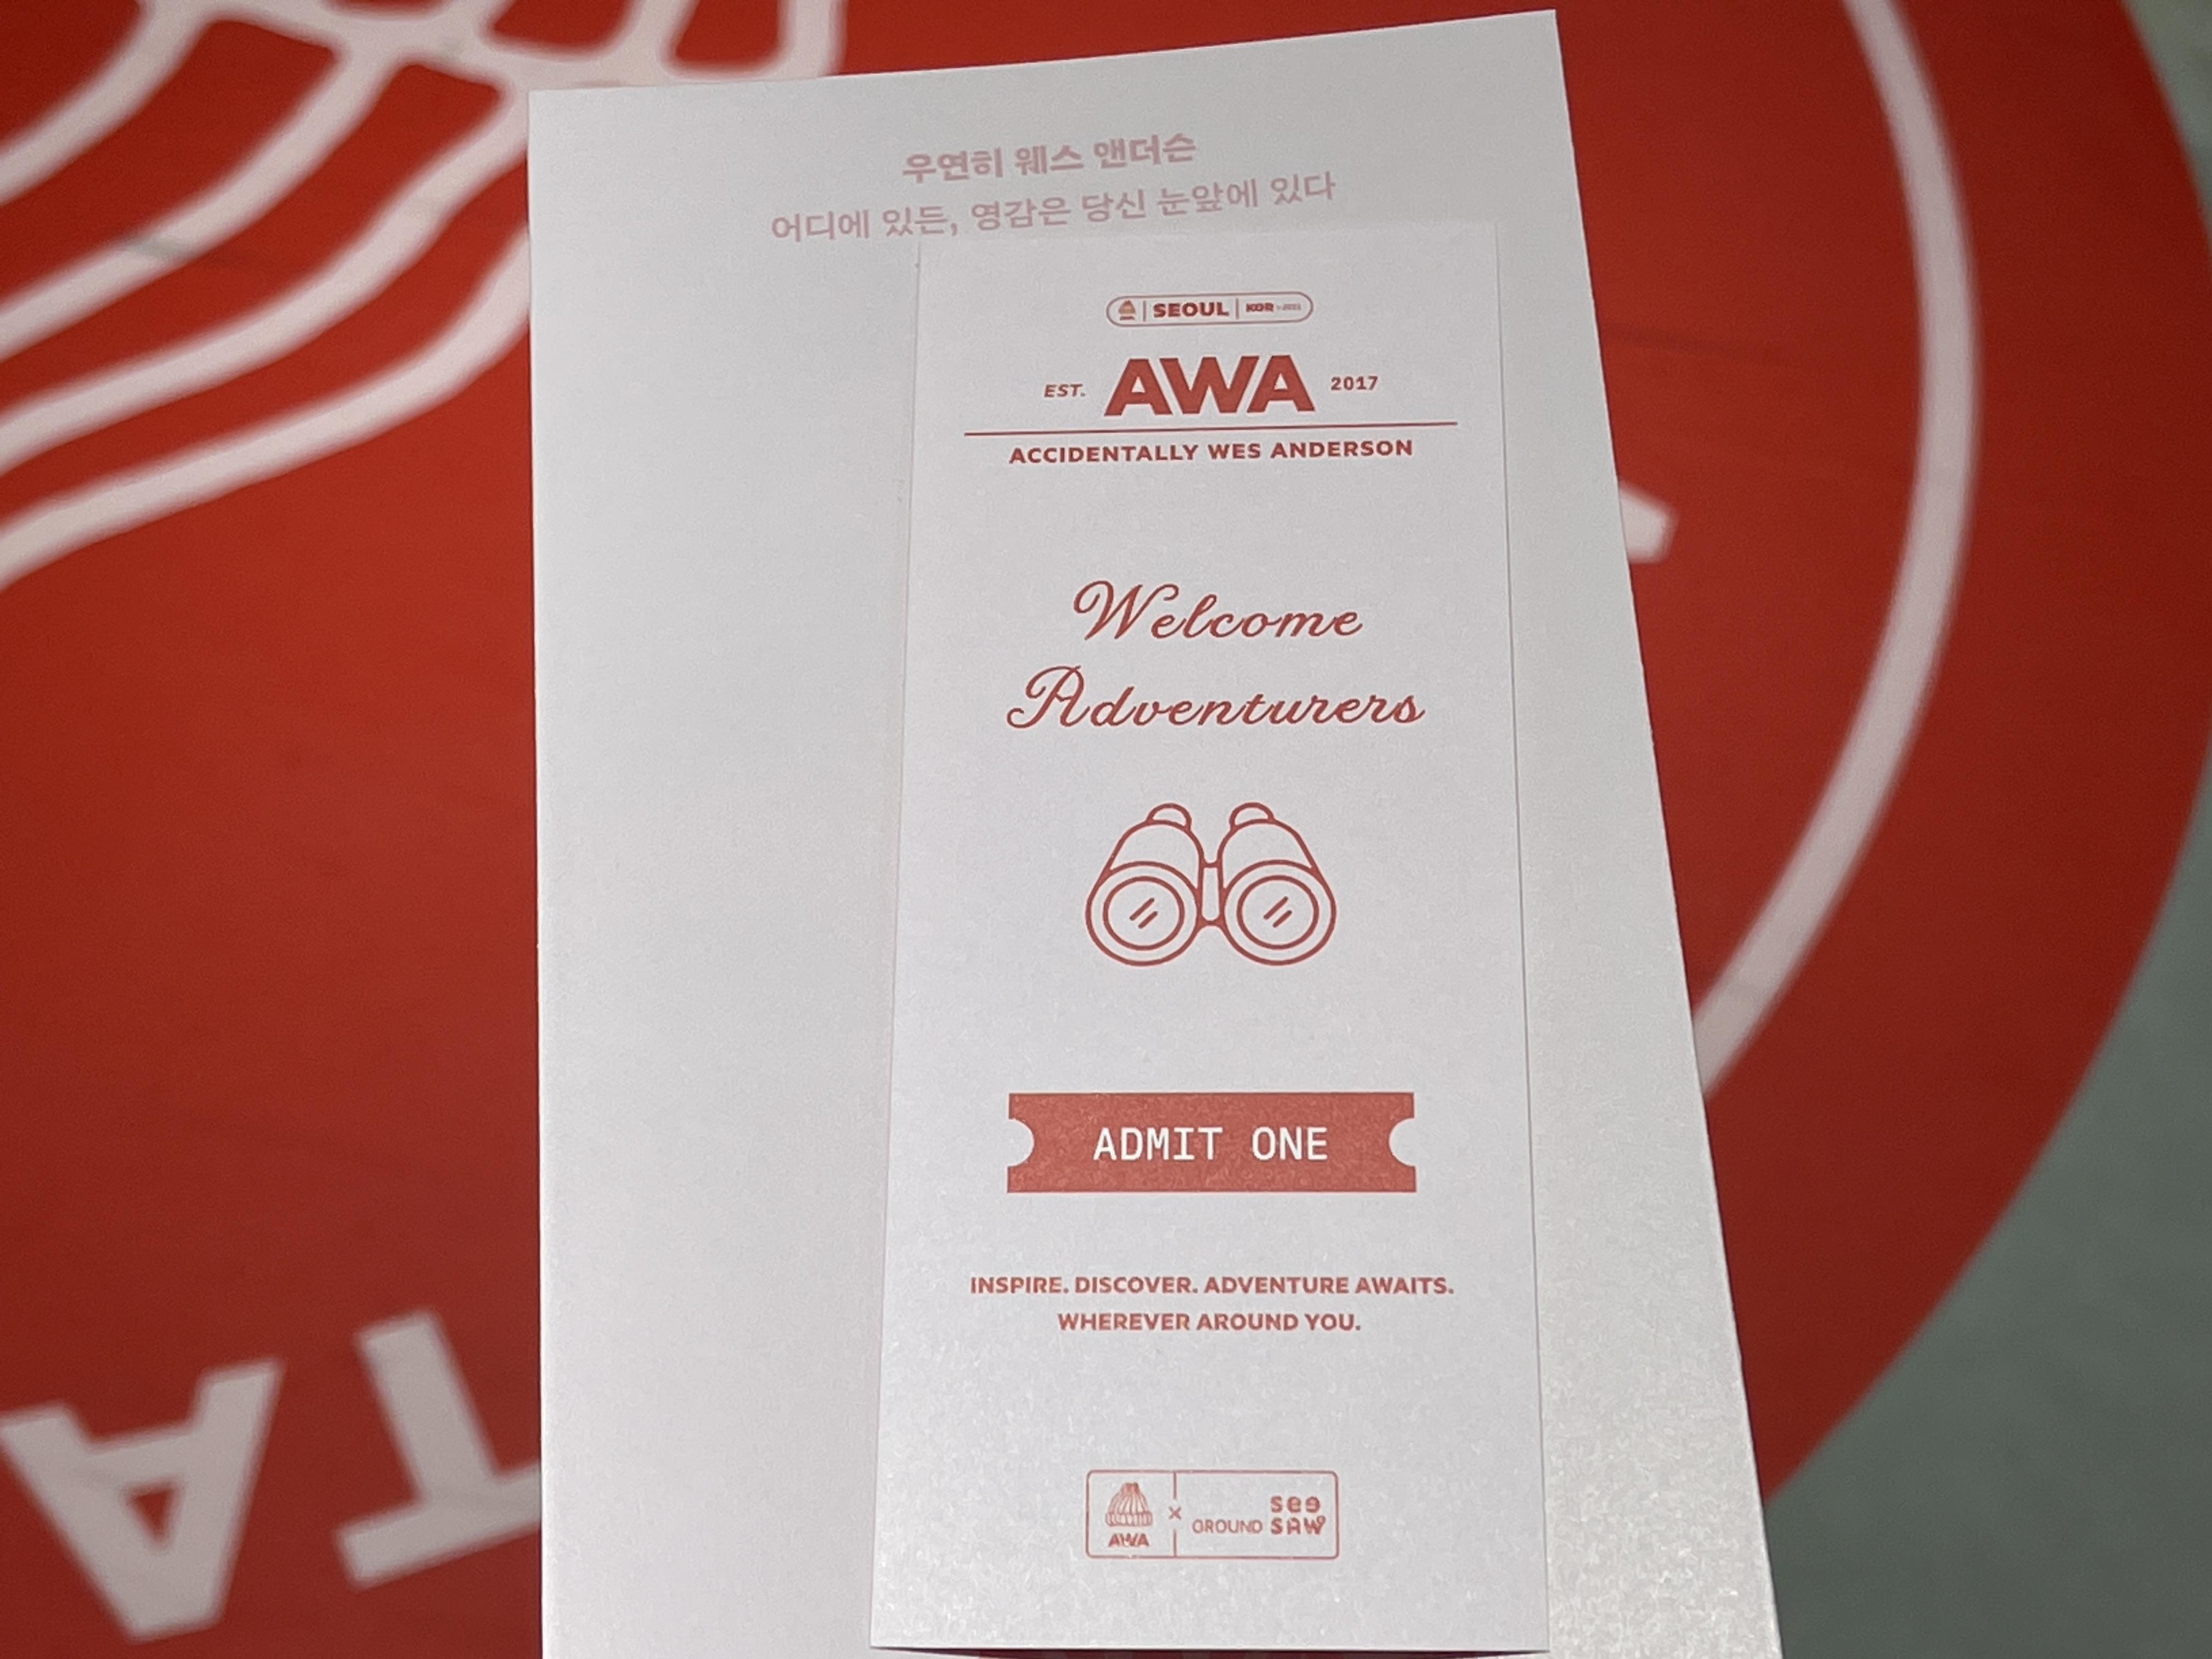 우연히 웨스 앤더슨
어디에 있든, 영감은 당신 눈앞에 있다
SEOUL | KOR
EST. AWA 2017
ACCIDENTALLY WES ANDERSON
Welcome
Adventurers
ADMIT ONE
INSPIRE. DISCOVER. ADVENTURE AWAITS.
WHEREVER AROUND YOU.
AWA × GROUND see SAW
TA